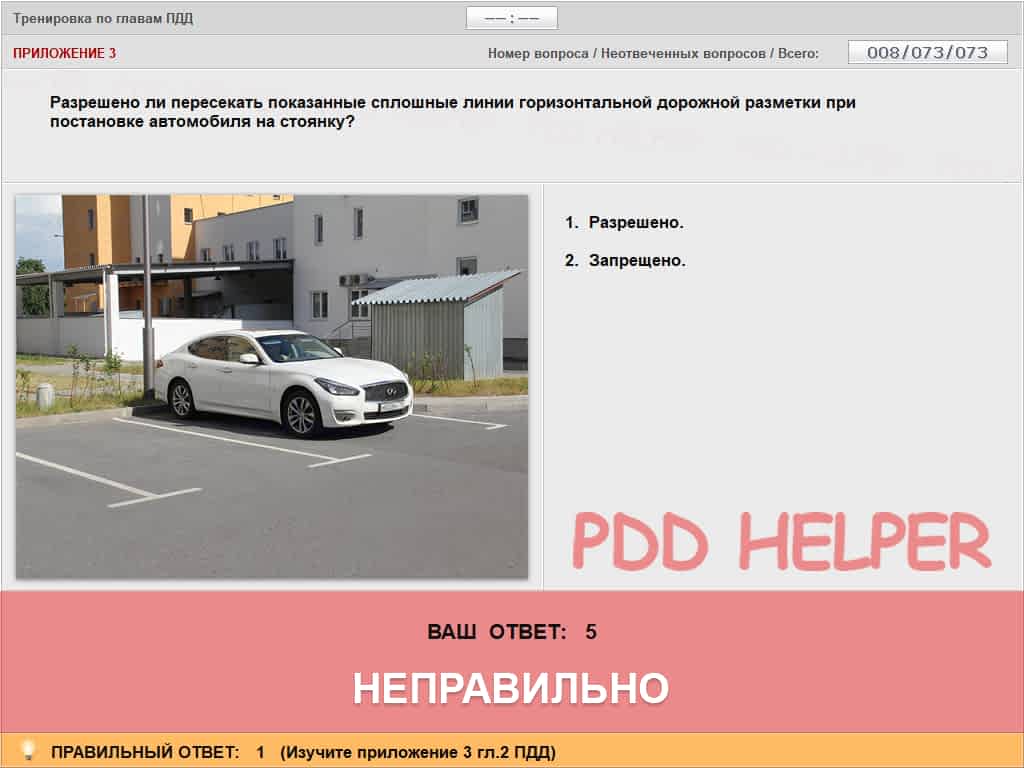 Тренировка по главам ПДД
—— : ——
ПРИЛОЖЕНИЕ 3
Номер вопроса / Неотвеченных вопросов / Всего:
008/073/073
Разрешено ли пересекать показанные сплошные линии горизонтальной дорожной разметки при
постановке автомобиля на стоянку?
1. Разрешено.
2. Запрещено.
PDD HELPER
ВАШ ОТВЕТ: 5
НЕПРАВИЛЬНО
ПРАВИЛЬНЫЙ ОТВЕТ: 1 (Изучите приложение 3 гл.2 ПДД)